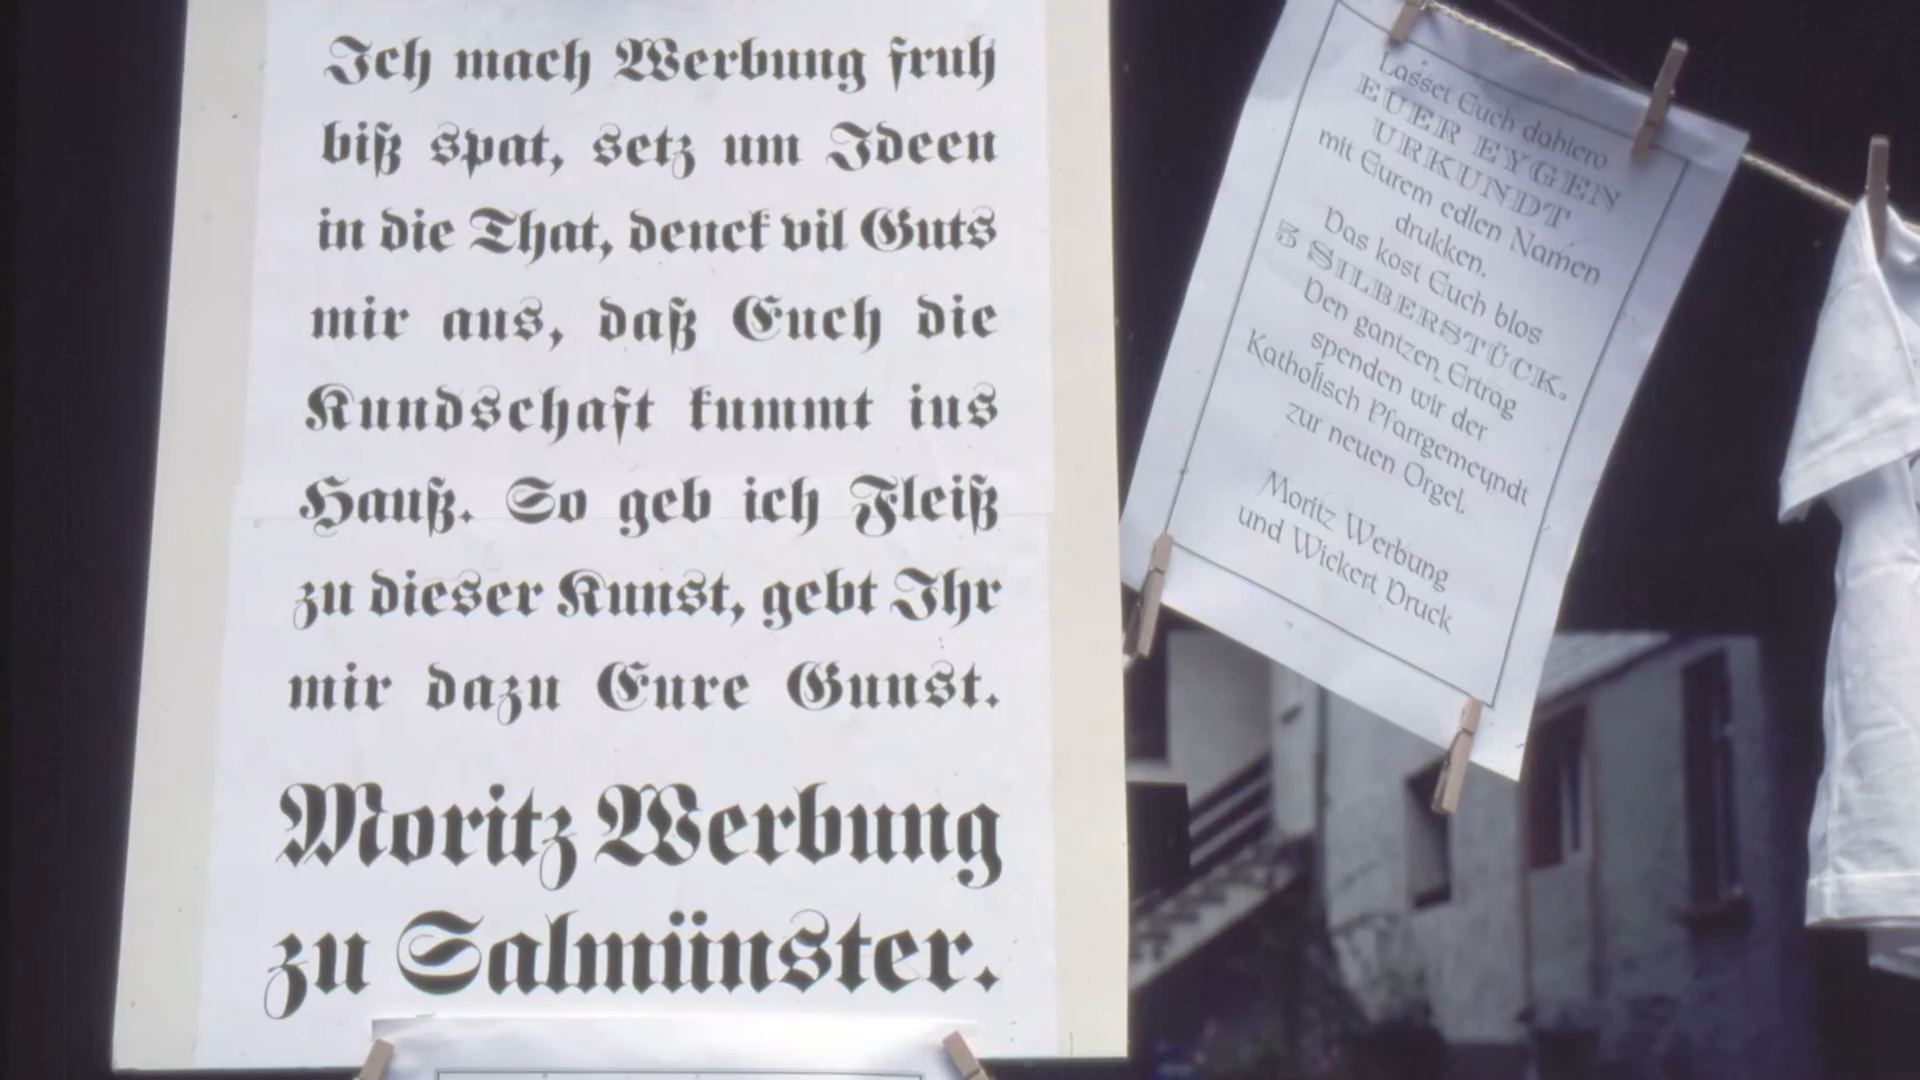 Ich mach Werbung fruh
biß spat, setz um Ideen
in die That, denck vil Guts
mir aus, daß Euch die
Kundschaft kummt ins
Hauß. So geb ich Fleiß
zu dieser Kunst, gebt Ihr
mir dazu Eure Gunst.
Moritz Werbung
zu Salmünster.
Lasset Euch dahiero
EUER EYGEN
URKUNDT
mit Eurem edlen Namen
drukken.
Das kost Euch blos
5 SILBERSTÜCK.
Den gantzen Ertrag
spenden wir der
Katholisch Pfarrgemeyndt
zur neuen Orgel.
Moritz Werbung
und Wickert Druck